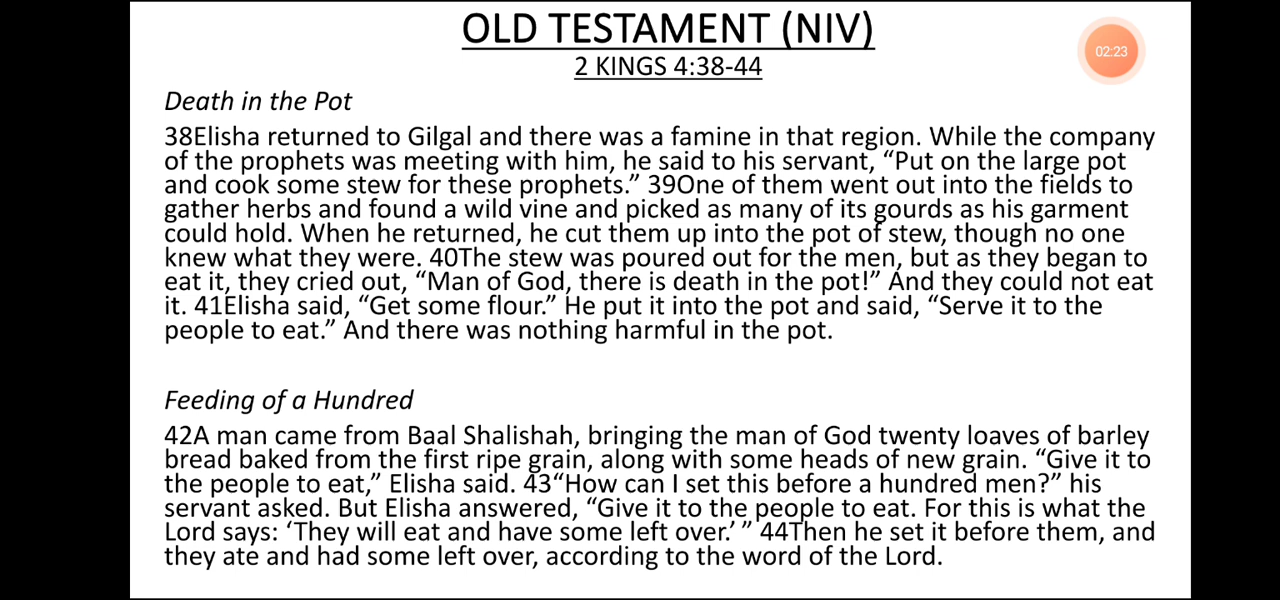 OLD TESTAMENT (NIV)
2 KINGS 4:38-44
02:23
Death in the Pot
38Elisha returned to Gilgal and there was a famine in that region. While the company
of the prophets was meeting with him, he said to his servant, “Put on the large pot
and cook some stew for these prophets.” 39One of them went out into the fields to
gather herbs and found a wild vine and picked as many of its gourds as his garment
could hold. When he returned, he cut them up into the pot of stew, though no one
knew what they were. 40The stew was poured out for the men, but as they began to
eat it, they cried out, “Man of God, there is death in the pot!” And they could not eat
it. 41Elisha said, “Get some flour.” He put it into the pot and said, “Serve it to the
people to eat.” And there was nothing harmful in the pot.
Feeding of a Hundred
42A man came from Baal Shalishah, bringing the man of God twenty loaves of barley
bread baked from the first ripe grain, along with some heads of new grain. “Give it to
the people to eat,” Elisha said. 43“How can I set this before a hundred men?” his
servant asked. But Elisha answered, “Give it to the people to eat. For this is what the
Lord says: ‘They will eat and have some left over.’ ” 44Then he set it before them, and
they ate and had some left over, according to the word of the Lord.